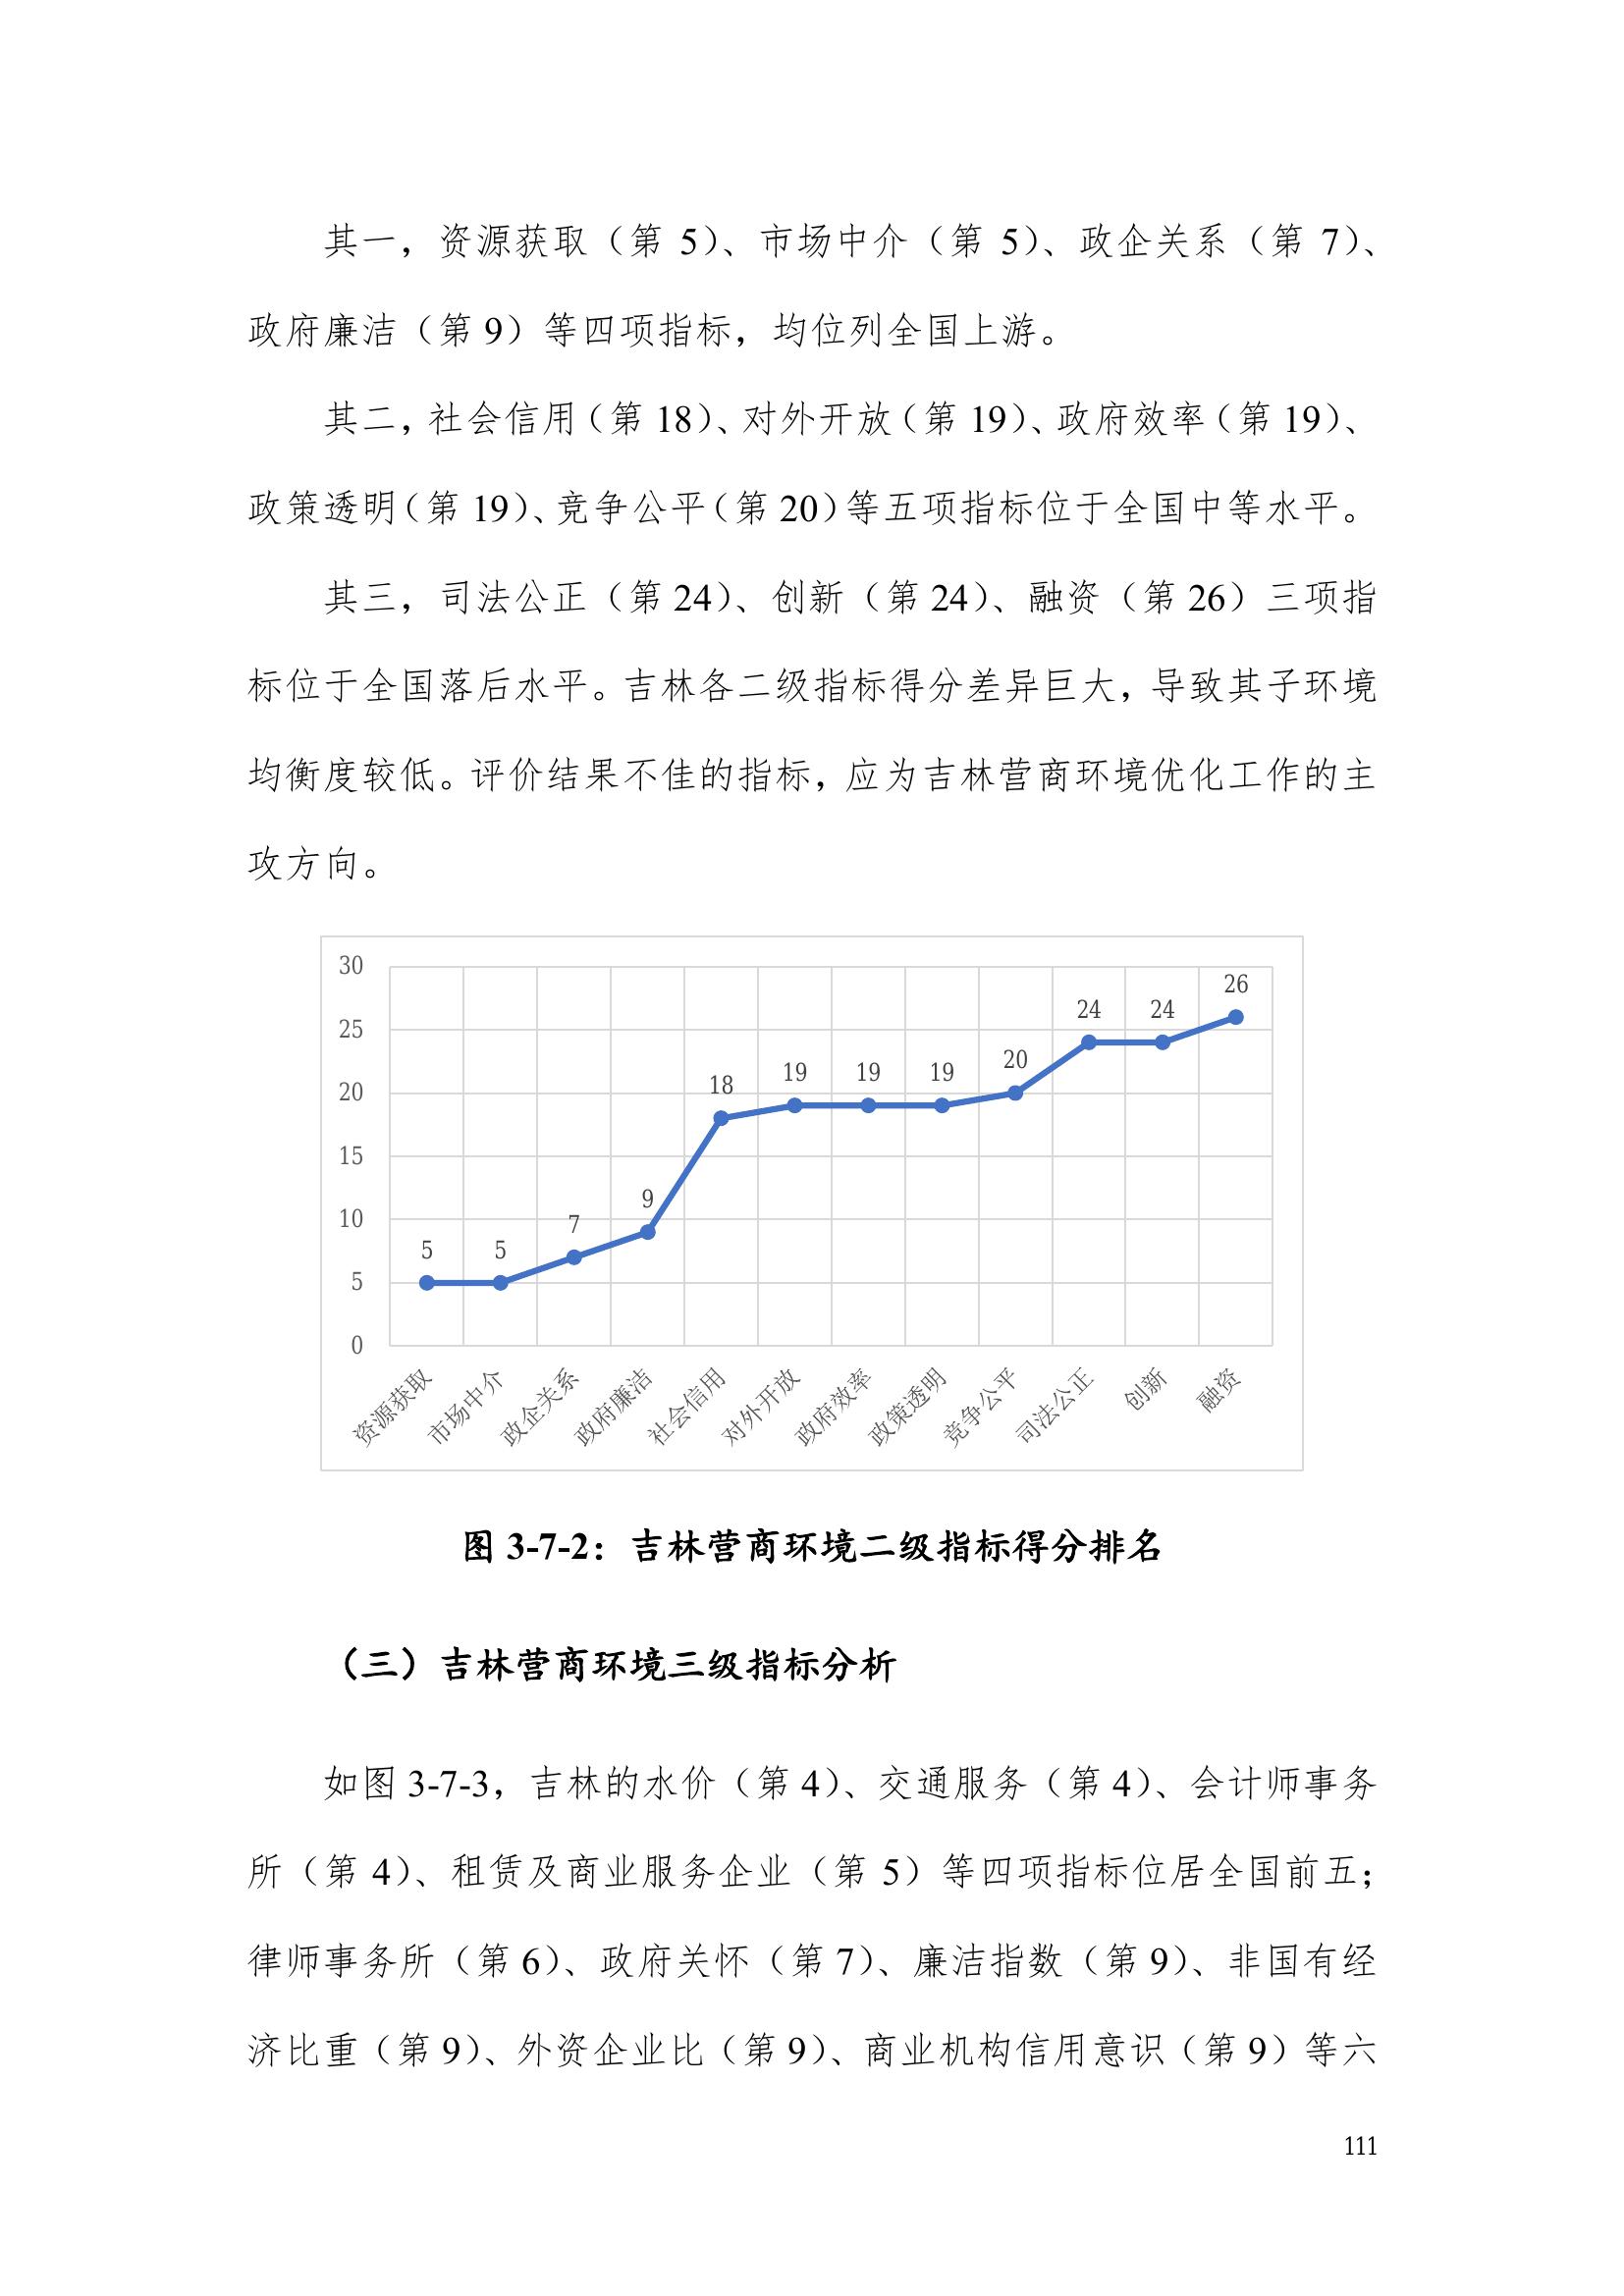 其一，资源获取（第 5）、市场中介（第 5）、政企关系（第 7）、
政府廉洁（第 9）等四项指标，均位列全国上游。
其二，社会信用（第 18）、对外开放（第 19）、政府效率（第 19）、
政策透明（第 19）、竞争公平（第 20）等五项指标位于全国中等水平。
其三，司法公正（第 24）、创新（第 24）、融资（第 26）三项指
标位于全国落后水平。吉林各二级指标得分差异巨大，导致其子环境
均衡度较低。评价结果不佳的指标，应为吉林营商环境优化工作的主
攻方向。
30
25
20
15
10
5
0
5 5 7 9 18 19 19 19 20 24 24 26
资源获取 市场中介 政企关系 政府廉洁 社会信用 对外开放 政府效率 政策透明 竞争公平 司法公正 创新 融资
图 3-7-2：吉林营商环境二级指标得分排名
（三）吉林营商环境三级指标分析
如图 3-7-3，吉林的水价（第 4）、交通服务（第 4）、会计师事务
所（第 4）、租赁及商业服务企业（第 5）等四项指标位居全国前五；
律师事务所（第 6）、政府关怀（第 7）、廉洁指数（第 9）、非国有经
济比重（第 9）、外资企业比（第 9）、商业机构信用意识（第 9）等六
111